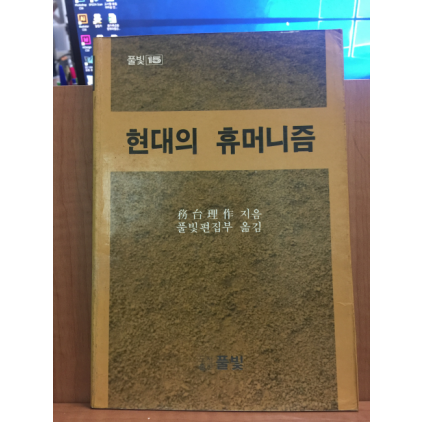 풀빛 15
현대의 휴머니즘
務台理作 지음
풀빛편집부 옮김
풀빛